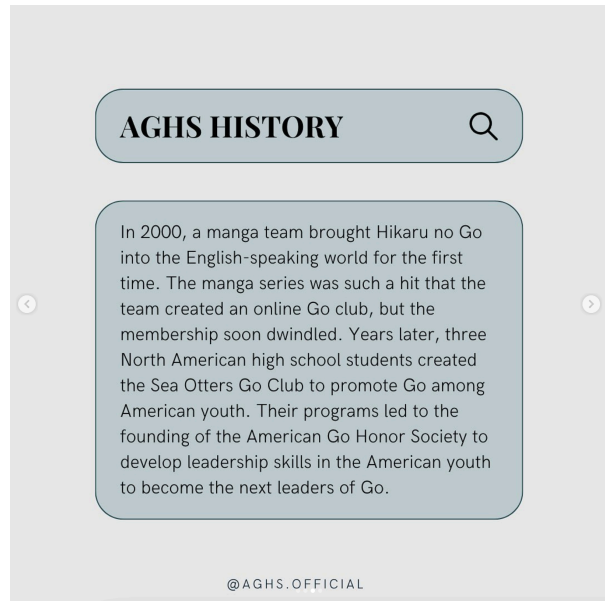 AGHS HISTORY
In 2000, a manga team brought Hikaru no Go
into the English-speaking world for the first
time. The manga series was such a hit that the
team created an online Go club, but the
membership soon dwindled. Years later, three
North American high school students created
the Sea Otters Go Club to promote Go among
American youth. Their programs led to the
founding of the American Go Honor Society to
develop leadership skills in the American youth
to become the next leaders of Go.
@AGHS.OFFICIAL